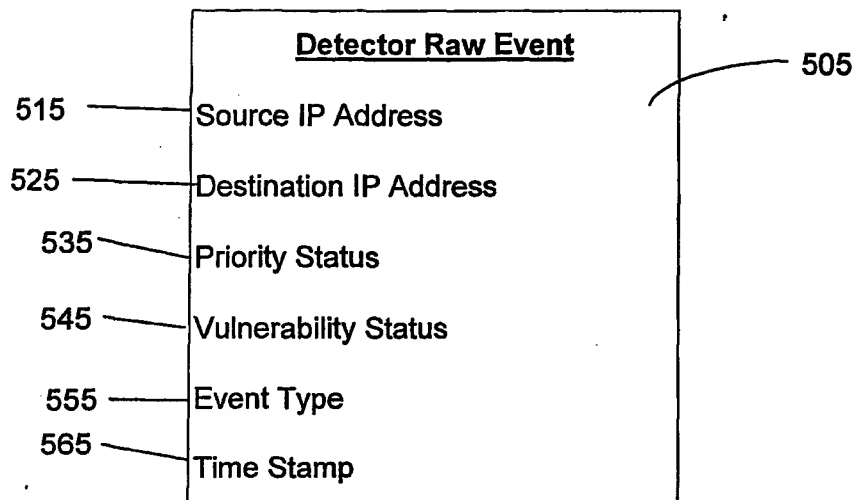 Detector Raw Event
505
515 Source IP Address
525 Destination IP Address
535 Priority Status
545 Vulnerability Status
555 Event Type
565 Time Stamp